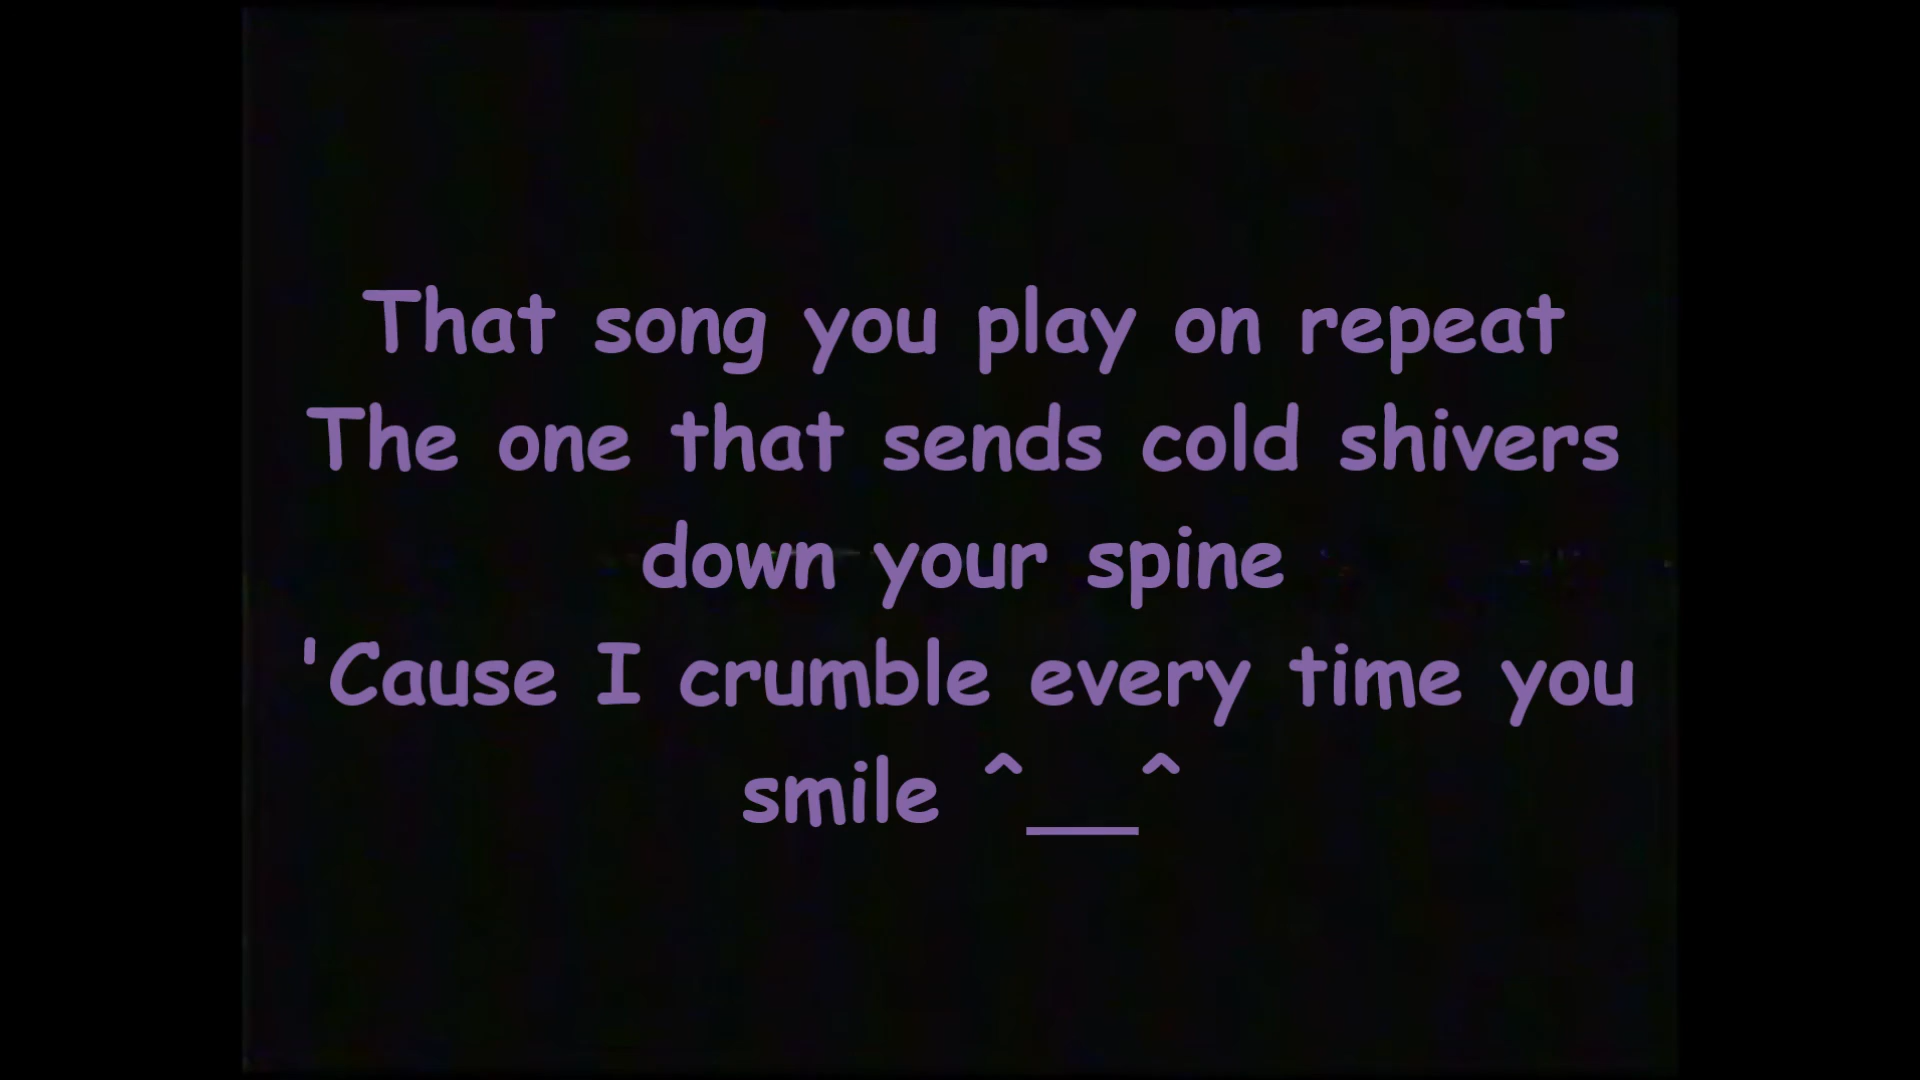 That song you play on repeat
The one that sends cold shivers
down your spine
'Cause I crumble every time you
smile ^__^